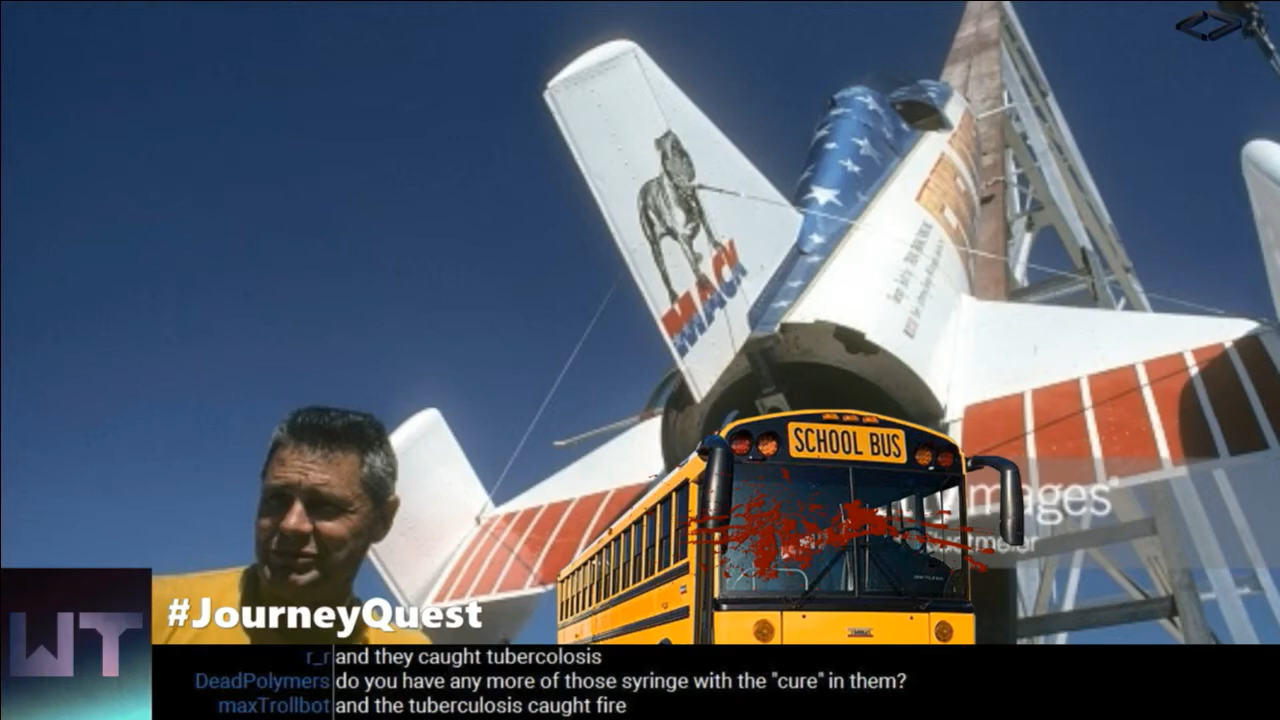 MACK
SCHOOL BUS
mages
#JourneyQuest
WT
r_r and they caught tubercolosis
DeadPolymers do you have any more of those syringe with the "cure" in them?
maxTrollbot and the tuberculosis caught fire